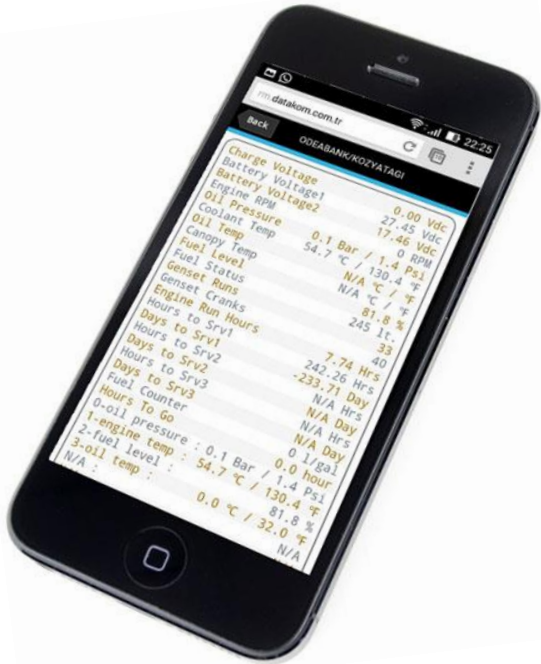 22:25
rm.datakom.com.tr
Back
ODEABANK/KOZYATAGI
Charge Voltage 0.00 Vdc
Battery Voltage1 27.45 Vdc
Battery Voltage2 17.46 Vdc
Engine RPM 0 RPM
Oil Pressure 0.1 Bar / 1.4 Psi
Coolant Temp 54.7 °C / 130.4 °F
Oil Temp N/A °C / °F
Canopy Temp N/A °C / °F
Fuel Level 81.8 %
Fuel Status 245 lt.
Genset Runs 33
Genset Cranks 40
Engine Run Hours 7.74 Hrs
Hours to Srv1 242.26 Hrs
Days to Srv1 -233.71 Day
Hours to Srv2 N/A Hrs
Days to Srv2 N/A Day
Hours to Srv3 N/A Hrs
Days to Srv3 N/A Day
Fuel Counter 0 l/gal
Hours To Go 0.0 hour
0-oil pressure : 0.1 Bar / 1.4 Psi
1-engine temp : 54.7 °C / 130.4 °F
2-fuel level : 81.8 %
3-oil temp : 0.0 °C / 32.0 °F
N/A : N/A